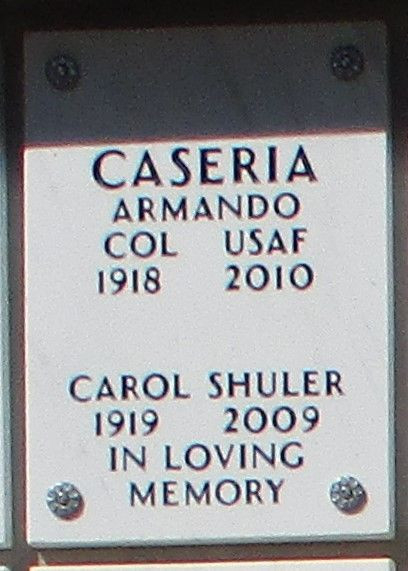 CASERIA
ARMANDO
COL USAF
1918 2010
CAROL SHULER
1919 2009
IN LOVING
MEMORY